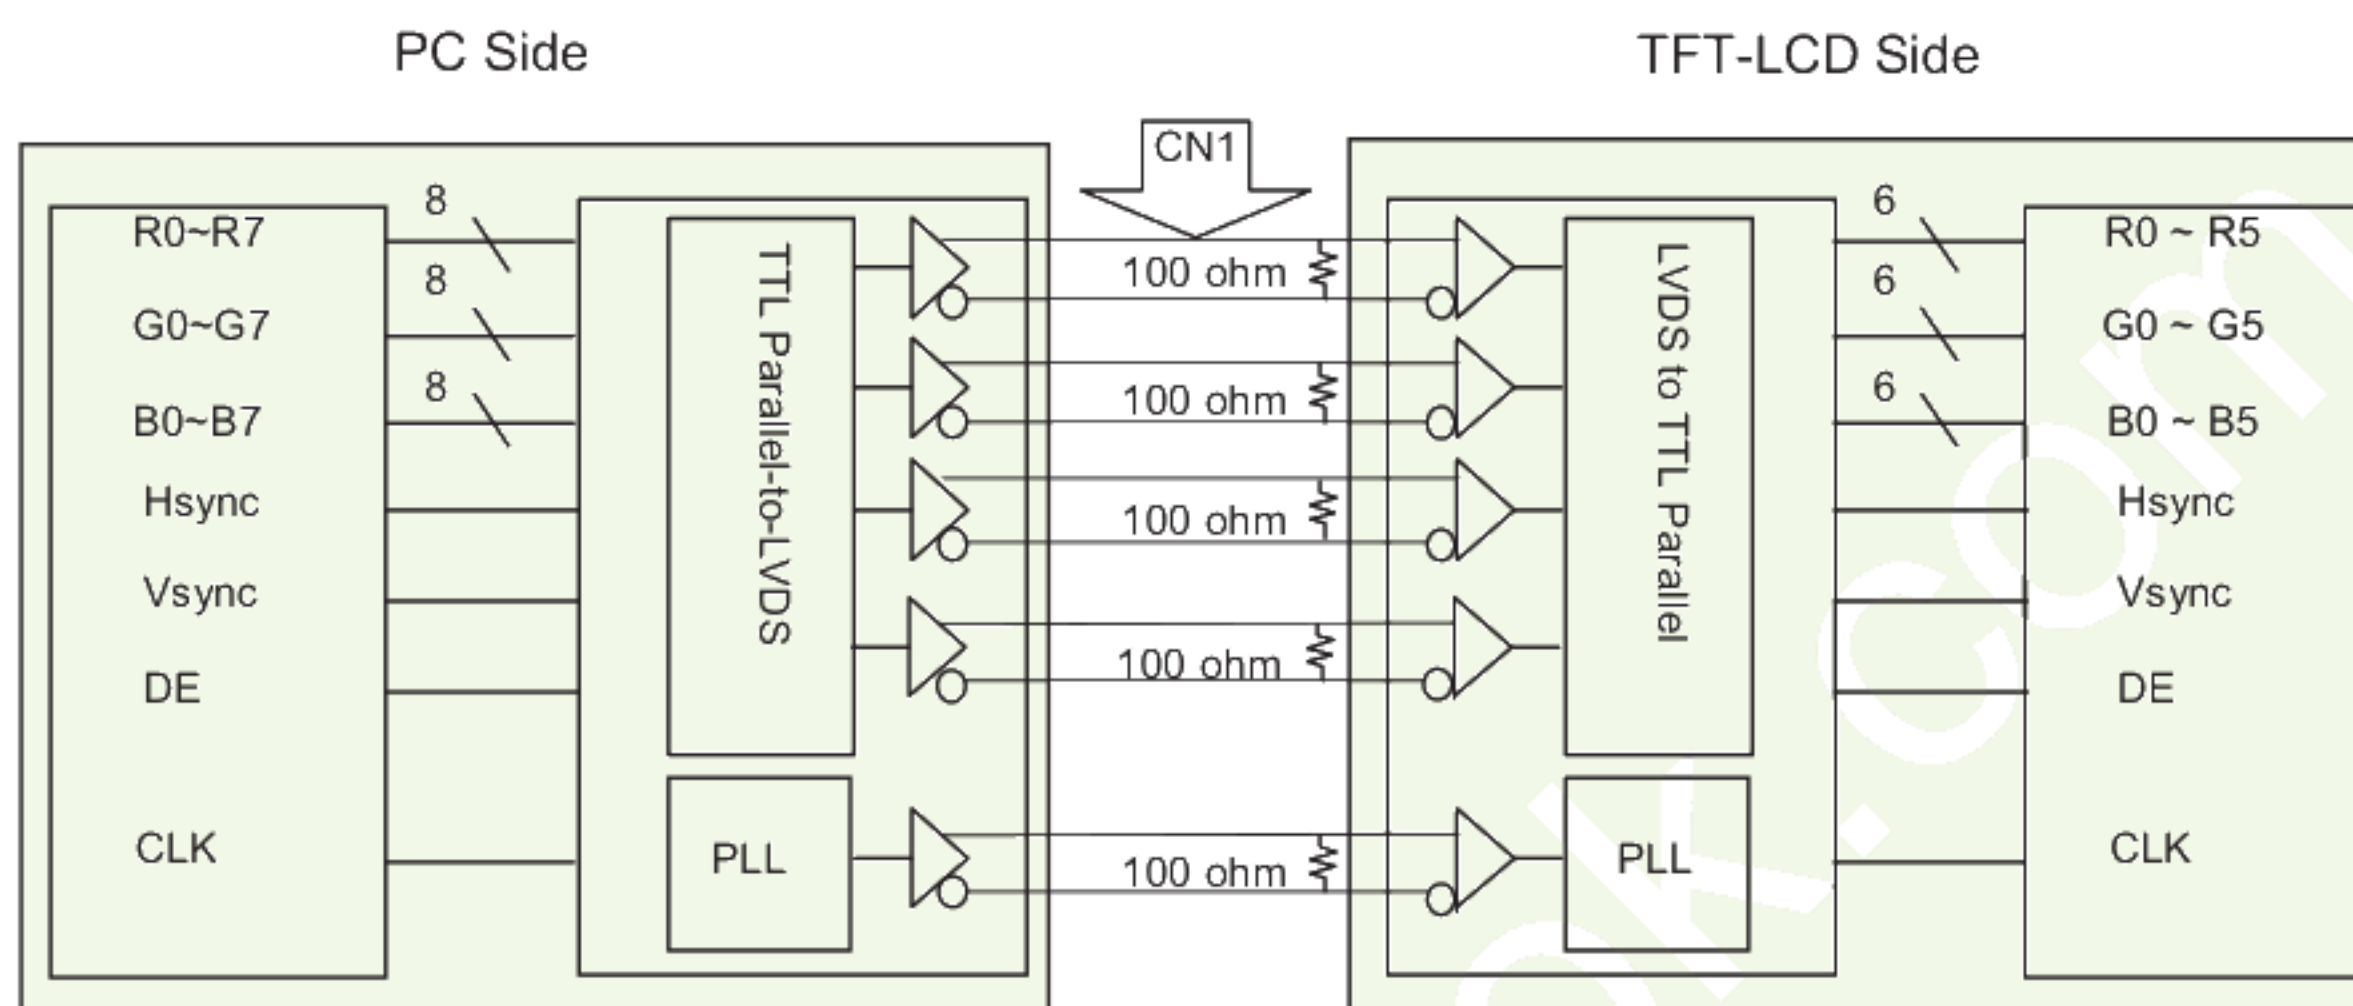 PC Side
TFT-LCD Side
CN1
R0~R7
8
G0~G7
8
B0~B7
8
Hsync
Vsync
DE
CLK
TTL Parallel-to-LVDS
PLL
100 ohm
100 ohm
100 ohm
100 ohm
100 ohm
LVDS to TTL Parallel
PLL
6
R0 ~ R5
6
G0 ~ G5
6
B0 ~ B5
Hsync
Vsync
DE
CLK